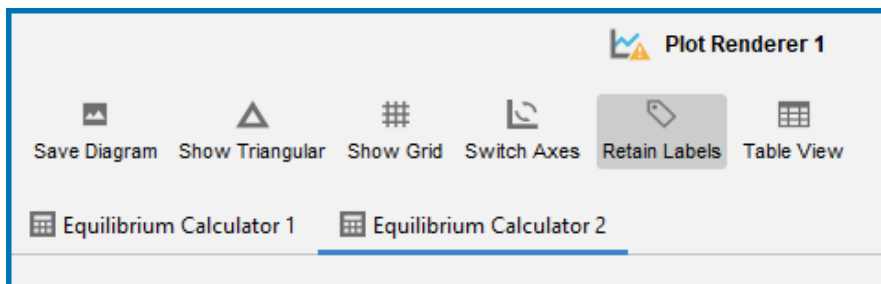 Plot Renderer 1
Save Diagram Show Triangular Show Grid Switch Axes Retain Labels Table View
Equilibrium Calculator 1 Equilibrium Calculator 2